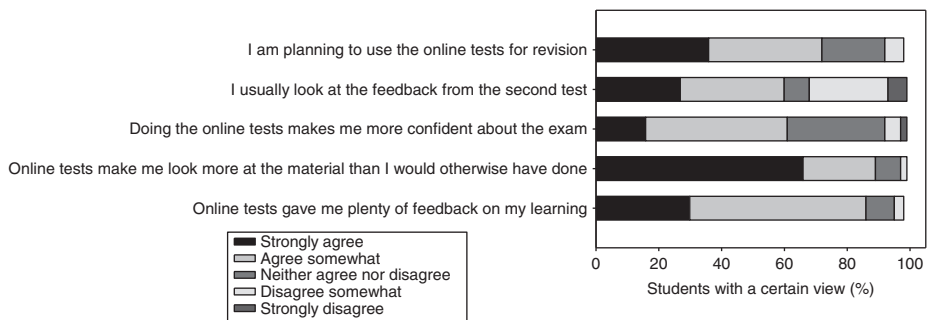 I am planning to use the online tests for revision
I usually look at the feedback from the second test
Doing the online tests makes me more confident about the exam
Online tests make me look more at the material than I would otherwise have done
Online tests gave me plenty of feedback on my learning
Strongly agree
Agree somewhat
Neither agree nor disagree
Disagree somewhat
Strongly disagree
0 20 40 60 80 100
Students with a certain view (%)